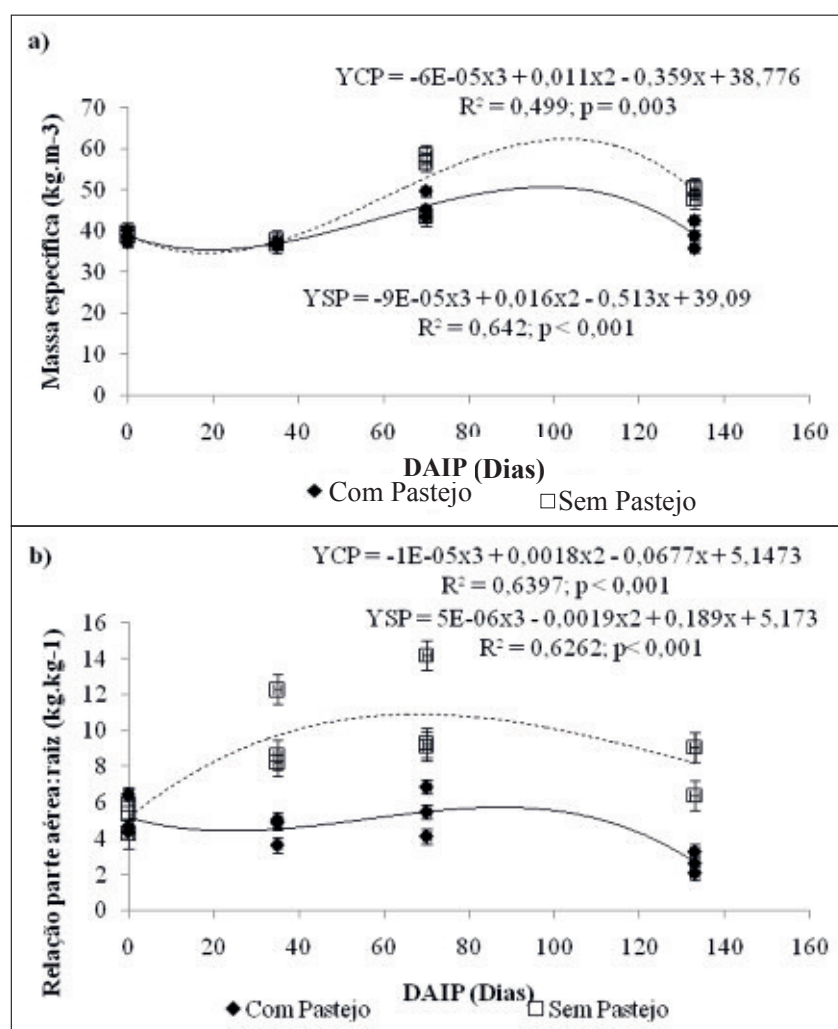 a)
YCP = -6E-05x3 + 0,011x2 - 0,359x + 38,776
R² = 0,499; p = 0,003
70
60
50
40
30
20
10
0
Massa específica (kg.m-3)
YSP = -9E-05x3 + 0,016x2 - 0,513x + 39,09
R² = 0,642; p < 0,001
0 20 40 60 80 100 120 140 160
DAIP (Dias)
Com Pastejo Sem Pastejo
b)
YCP = -1E-05x3 + 0,0018x2 - 0,0677x + 5,1473
R² = 0,6397; p < 0,001
YSP = 5E-06x3 - 0,0019x2 + 0,189x + 5,173
R² = 0,6262; p < 0,001
16
14
12
10
8
6
4
2
0
Relação parte aérea:raiz (kg.kg-1)
0 20 40 60 80 100 120 140 160
DAIP (Dias)
Com Pastejo Sem Pastejo